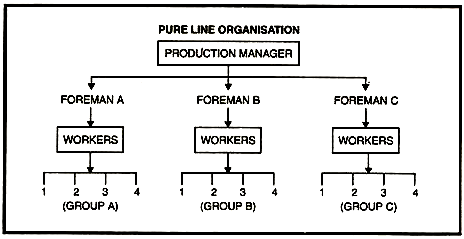 PURE LINE ORGANISATION
PRODUCTION MANAGER
FOREMAN A FOREMAN B FOREMAN C
WORKERS WORKERS WORKERS
1 2 3 4 1 2 3 4 1 2 3 4
(GROUP A) (GROUP B) (GROUP C)